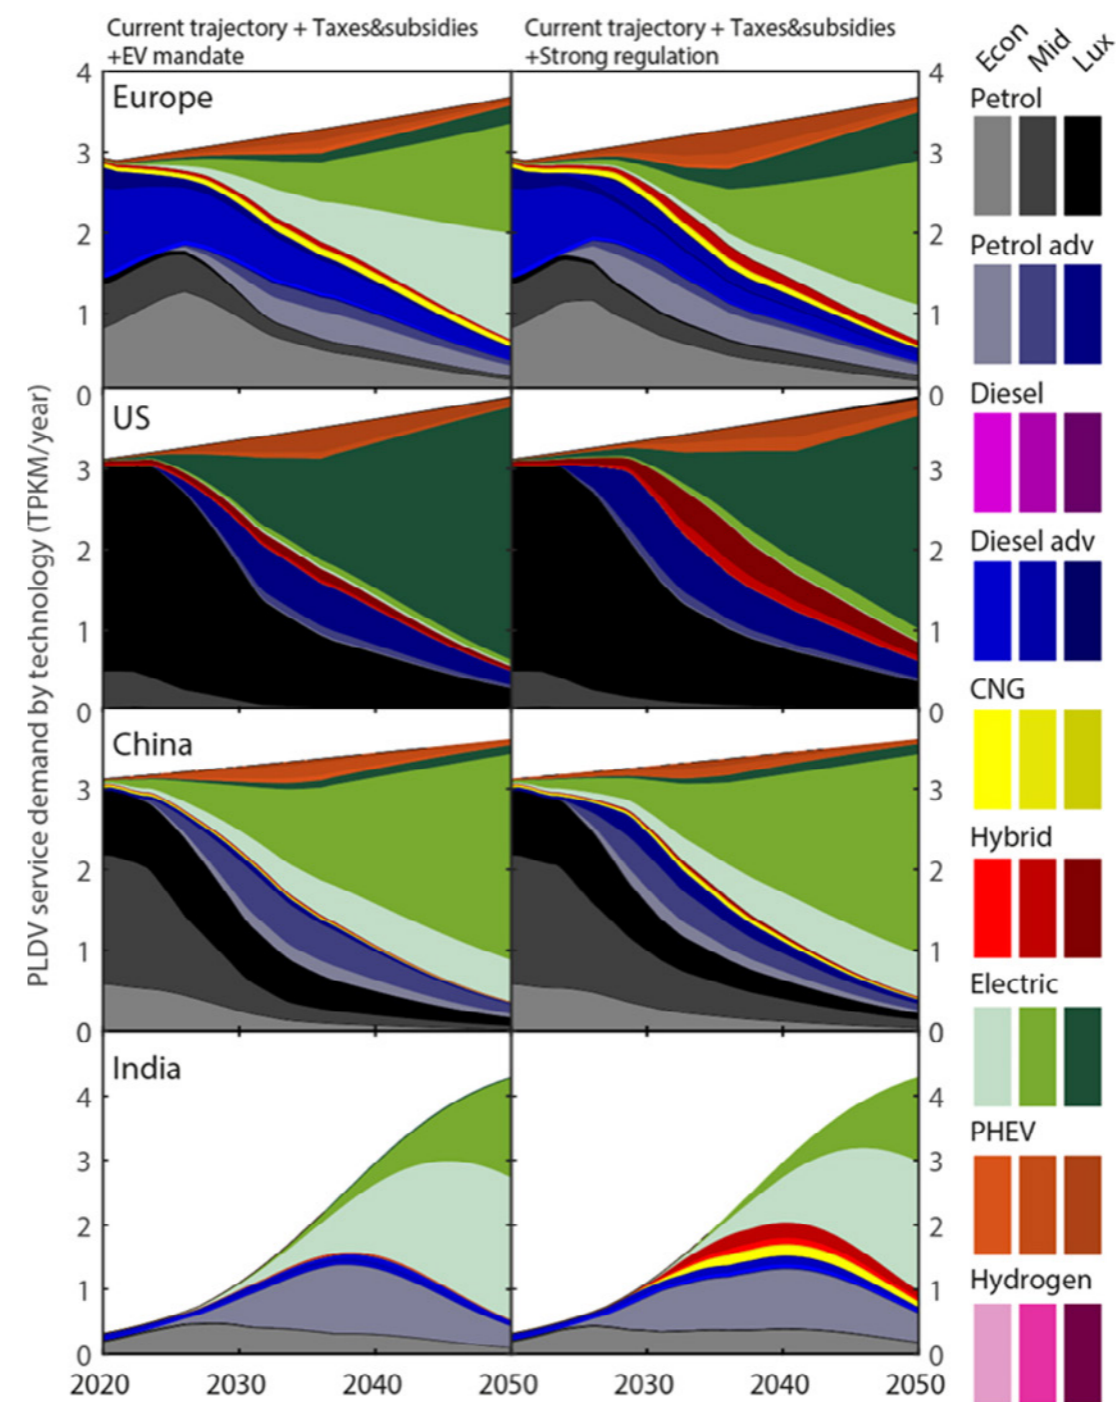 Current trajectory + Taxes&subsidies
+EV mandate
Current trajectory + Taxes&subsidies
+Strong regulation
Econ
Mid
Lux
PLDV service demand by technology (TPKM/year)
Europe
4
3
2
1
0
4
3
2
1
0
US
3
2
1
0
3
2
1
0
China
3
2
1
0
3
2
1
0
India
4
3
2
1
0
4
3
2
1
0
2020
2030
2040
2050
2030
2040
2050
Petrol
Petrol adv
Diesel
Diesel adv
CNG
Hybrid
Electric
PHEV
Hydrogen